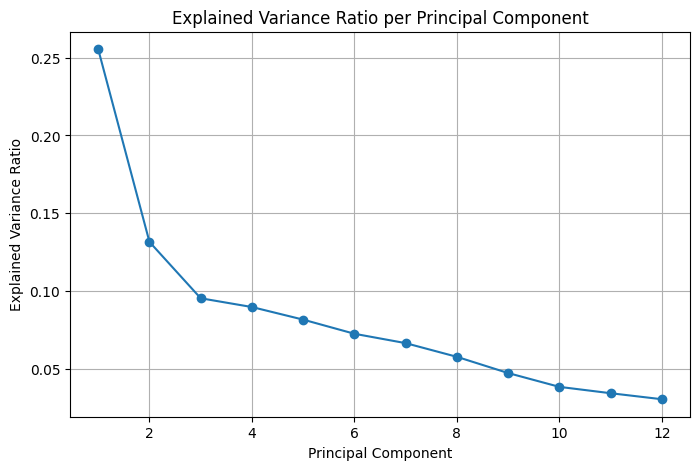 Explained Variance Ratio per Principal Component
Explained Variance Ratio
0.25
0.20
0.15
0.10
0.05
2 4 6 8 10 12
Principal Component